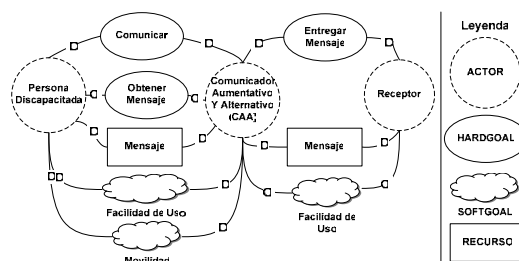 Comunicar
Entregar
Mensaje
Leyenda
Persona
Discapacitada
Obtener
Mensaje
Comunicador
Aumentativo
Y Alternativo
(CAA)
Receptor
ACTOR
Mensaje
Mensaje
HARDGOAL
Facilidad de Uso
Facilidad de
Uso
SOFTGOAL
Movilidad
RECURSO